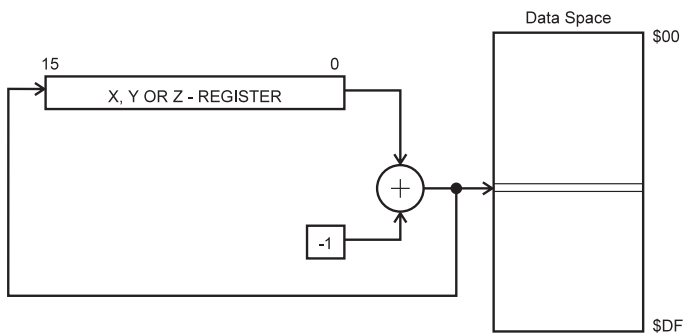 Data Space
$00
15 0
X, Y OR Z - REGISTER
+
-1
$DF